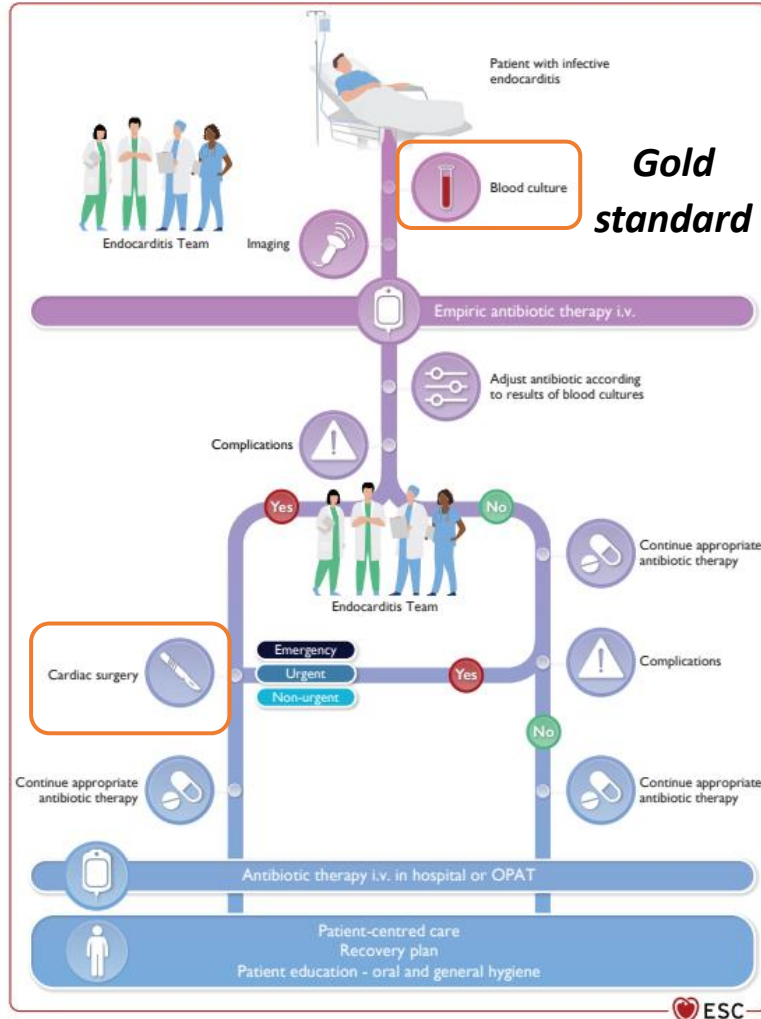 Patient with infective
endocarditis
Blood culture
Gold
standard
Endocarditis Team
Imaging
Empiric antibiotic therapy i.v.
Adjust antibiotic according
to results of blood cultures
Complications
Yes
No
Endocarditis Team
Continue appropriate
antibiotic therapy
Cardiac surgery
Emergency
Urgent
Non-urgent
Yes
Complications
No
Continue appropriate
antibiotic therapy
Continue appropriate
antibiotic therapy
Antibiotic therapy i.v. in hospital or OPAT
Patient-centred care
Recovery plan
Patient education - oral and general hygiene
ESC